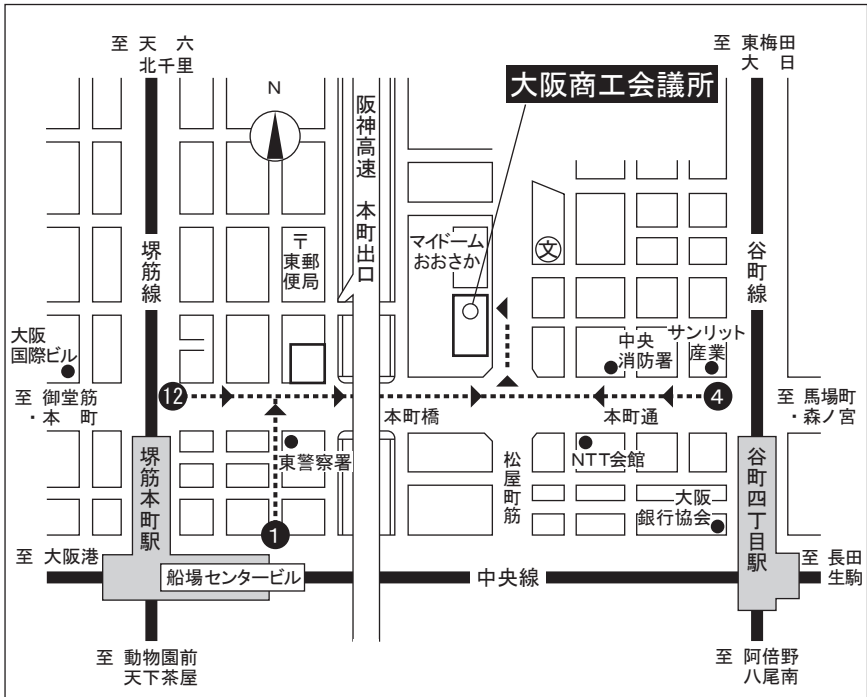 至 天 六
北千里
至 東梅田
大 日
N
大阪商工会議所
阪神高速 本町出口
堺筋線
谷町線
〒
東郵
便局
マイドーム
おおさか
文
大阪
国際ビル
中央
消防署
サンリット
産業
至 御堂筋
・本 町
12
本町橋
本町通
4
至 馬場町
・森ノ宮
堺筋本町駅
東警察署
松屋町筋
NTT会館
谷町四丁目駅
大阪
銀行協会
1
至 大阪港
船場センタービル
中央線
至 長田
生駒
至 動物園前
天下茶屋
至 阿倍野
八尾南